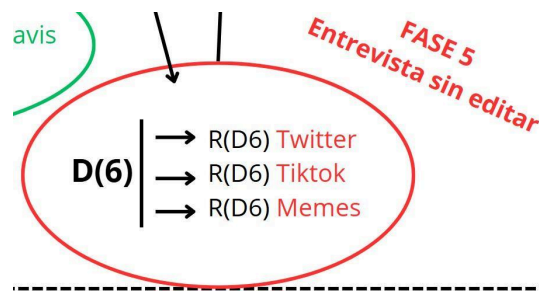 avis
FASE 5
Entrevista sin editar
D(6)
R(D6) Twitter
R(D6) Tiktok
R(D6) Memes